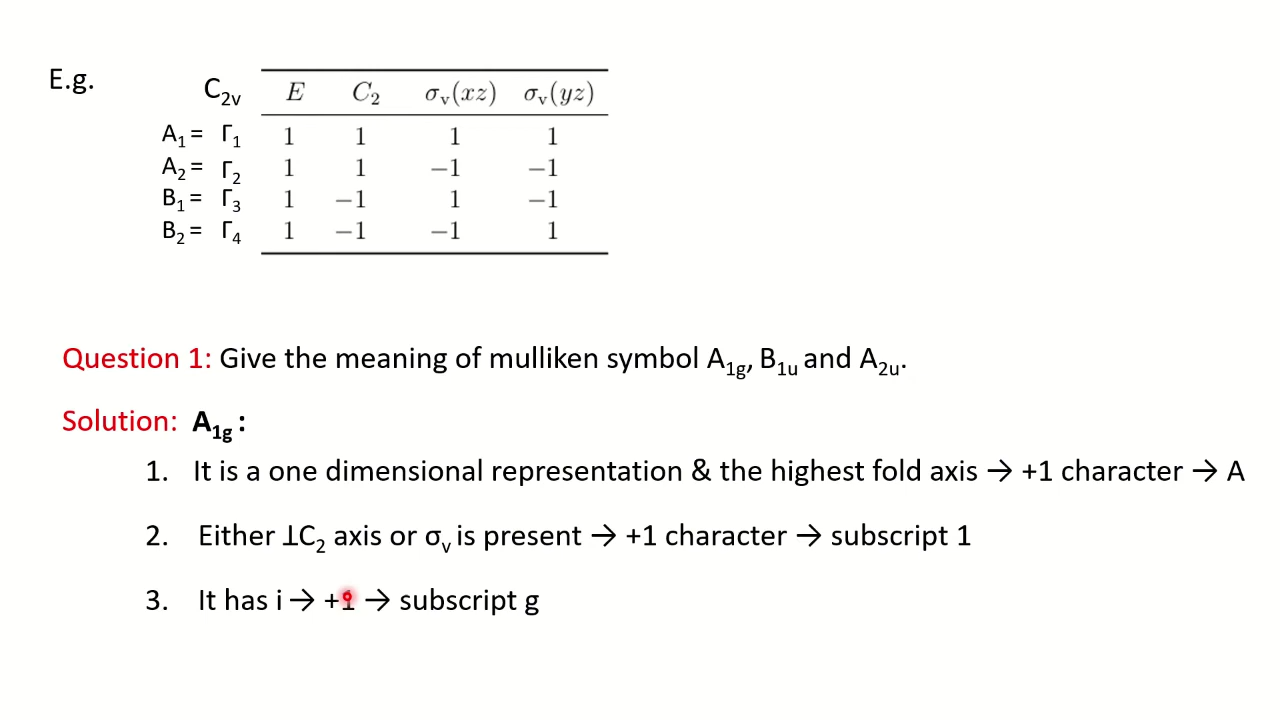 E.g.
C₂ᵥ E C₂ σᵥ(xz) σᵥ(yz)
A₁ = Γ₁ 1 1 1 1
A₂ = Γ₂ 1 1 −1 −1
B₁ = Γ₃ 1 −1 1 −1
B₂ = Γ₄ 1 −1 −1 1
Question 1: Give the meaning of mulliken symbol A₁g, B₁u and A₂u.
Solution: A₁g :
1. It is a one dimensional representation & the highest fold axis → +1 character → A
2. Either ⊥C₂ axis or σᵥ is present → +1 character → subscript 1
3. It has i → +1 → subscript g